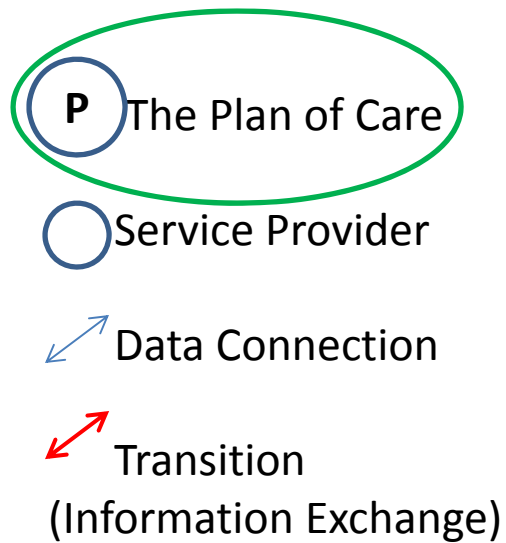 P The Plan of Care
Service Provider
Data Connection
Transition
(Information Exchange)